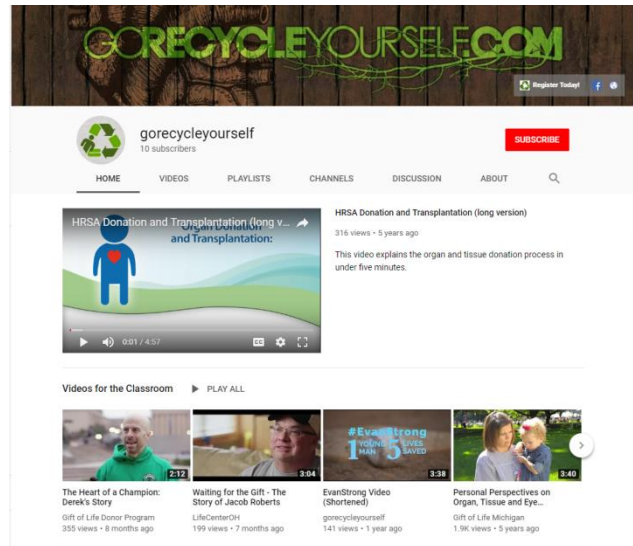 GORECYCLEYOURSELF.COM
Register Today!
gorecycleyourself
10 subscribers
SUBSCRIBE
HOME VIDEOS PLAYLISTS CHANNELS DISCUSSION ABOUT
HRSA Donation and Transplantation (long v...
Organ Donation
and Transplantation:
0:01 / 4:57
CC
HRSA Donation and Transplantation (long version)
316 views • 5 years ago
This video explains the organ and tissue donation process in
under five minutes.
Videos for the Classroom PLAY ALL
2:12
The Heart of a Champion:
Derek's Story
Gift of Life Donor Program
355 views • 8 months ago
3:04
Waiting for the Gift - The
Story of Jacob Roberts
LifeCenterOH
199 views • 7 months ago
#EvanStrong
1 YOUNG MAN 5 LIVES SAVED
3:38
EvanStrong Video
(Shortened)
gorecycleyourself
141 views • 1 year ago
3:40
Personal Perspectives on
Organ, Tissue and Eye...
Gift of Life Michigan
1.9K views • 5 years ago